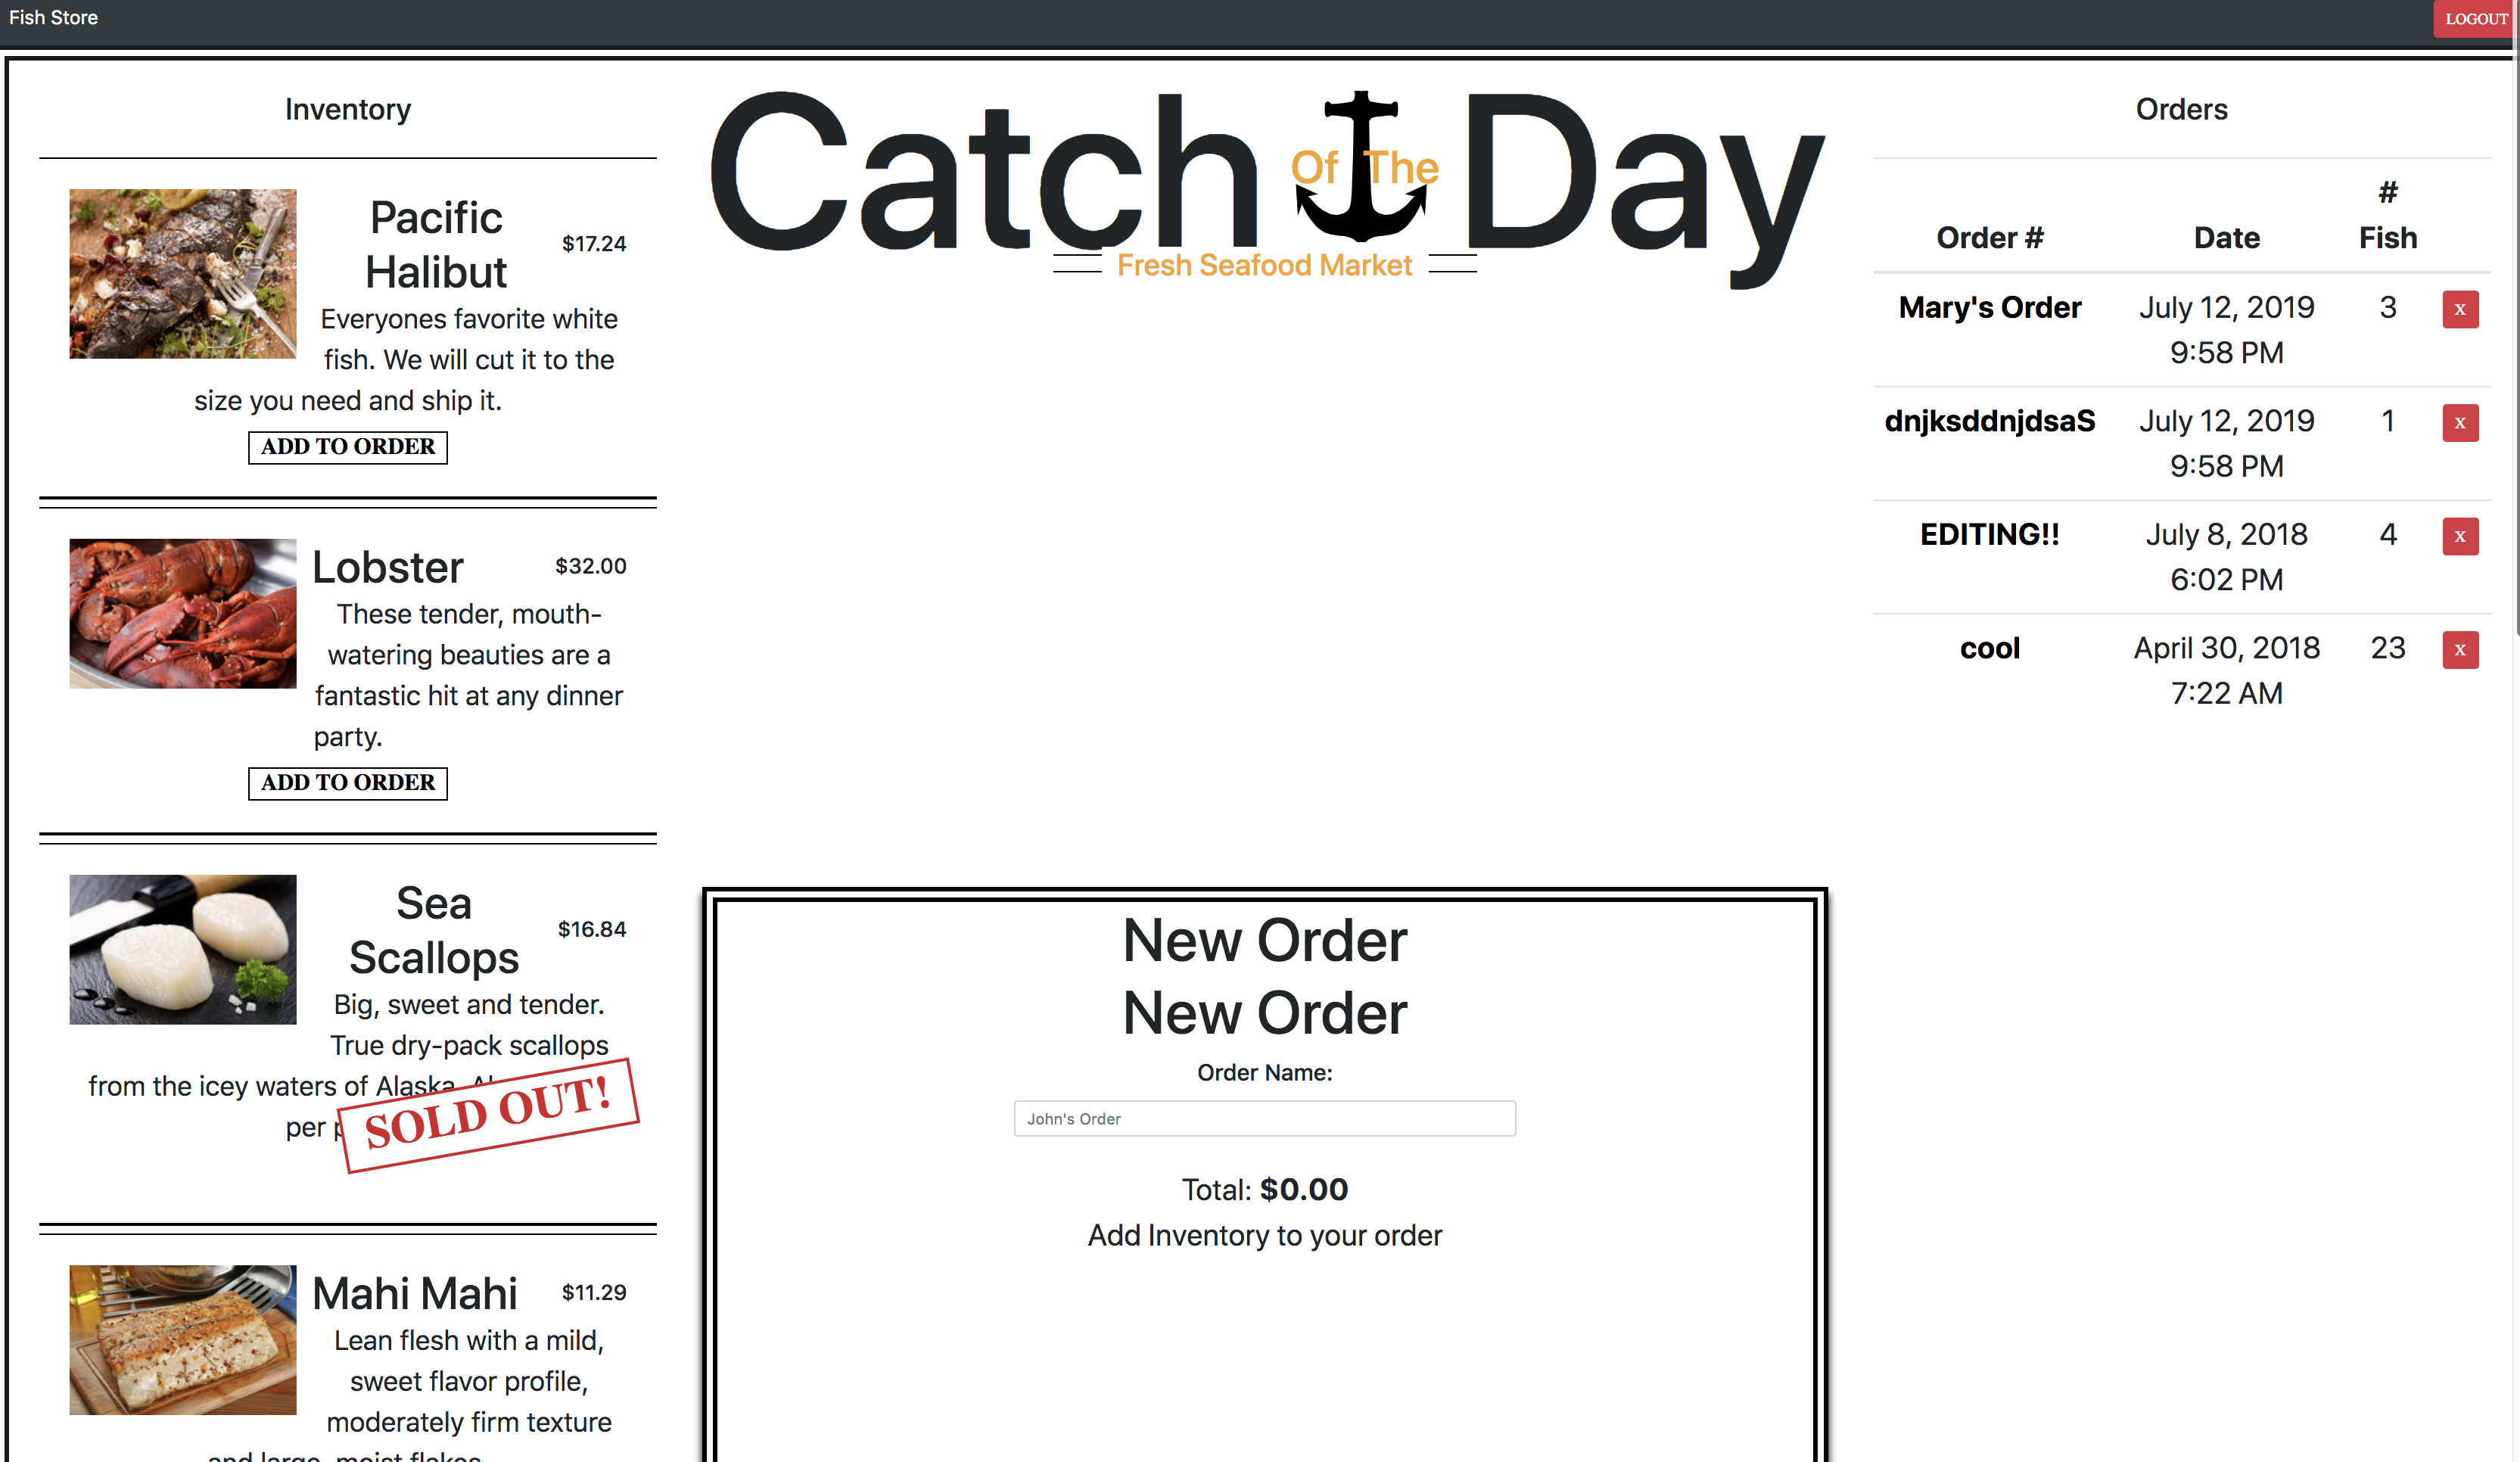 Fish Store
LOGOUT
Inventory
Pacific
Halibut
$17.24
Everyones favorite white
fish. We will cut it to the
size you need and ship it.
ADD TO ORDER
Lobster
$32.00
These tender, mouth-
watering beauties are a
fantastic hit at any dinner
party.
ADD TO ORDER
Sea
Scallops
$16.84
Big, sweet and tender.
True dry-pack scallops
from the icey waters of Alaska.
per
SOLD OUT!
Mahi Mahi
$11.29
Lean flesh with a mild,
sweet flavor profile,
moderately firm texture
and large, moist flakes
Catch Of The Day
Fresh Seafood Market
New Order
New Order
Order Name:
John's Order
Total: $0.00
Add Inventory to your order
Orders
Order # Date # Fish
Mary's Order July 12, 2019 3 x
9:58 PM
dnjksddnjdsaS July 12, 2019 1 x
9:58 PM
EDITING!! July 8, 2018 4 x
6:02 PM
cool April 30, 2018 23 x
7:22 AM